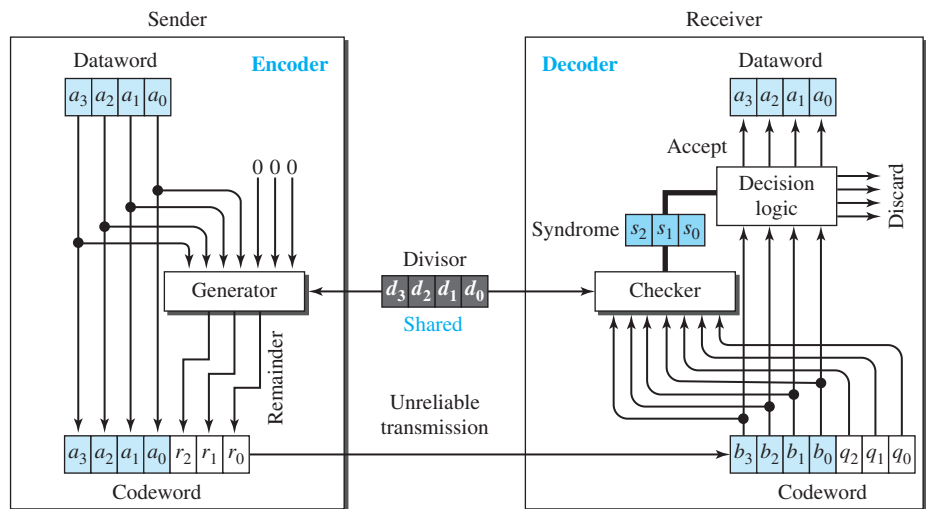 Sender
Receiver
Dataword
Encoder
a3 a2 a1 a0
0 0 0
Generator
Remainder
a3 a2 a1 a0 r2 r1 r0
Codeword
Divisor
d3 d2 d1 d0
Shared
Unreliable
transmission
Decoder
Dataword
a3 a2 a1 a0
Accept
Decision
logic
Discard
Syndrome s2 s1 s0
Checker
b3 b2 b1 b0 q2 q1 q0
Codeword